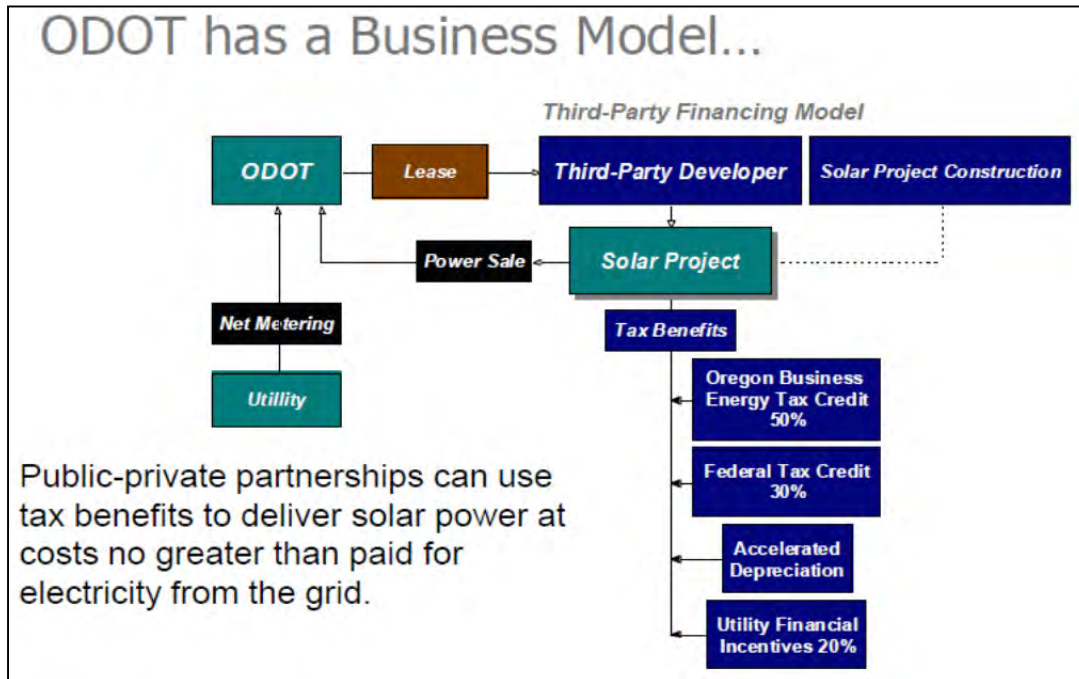 ODOT has a Business Model...
Third-Party Financing Model
ODOT
Lease
Third-Party Developer
Solar Project Construction
Power Sale
Solar Project
Net Metering
Tax Benefits
Utillity
Oregon Business
Energy Tax Credit
50%
Federal Tax Credit
30%
Accelerated
Depreciation
Utility Financial
Incentives 20%
Public-private partnerships can use
tax benefits to deliver solar power at
costs no greater than paid for
electricity from the grid.